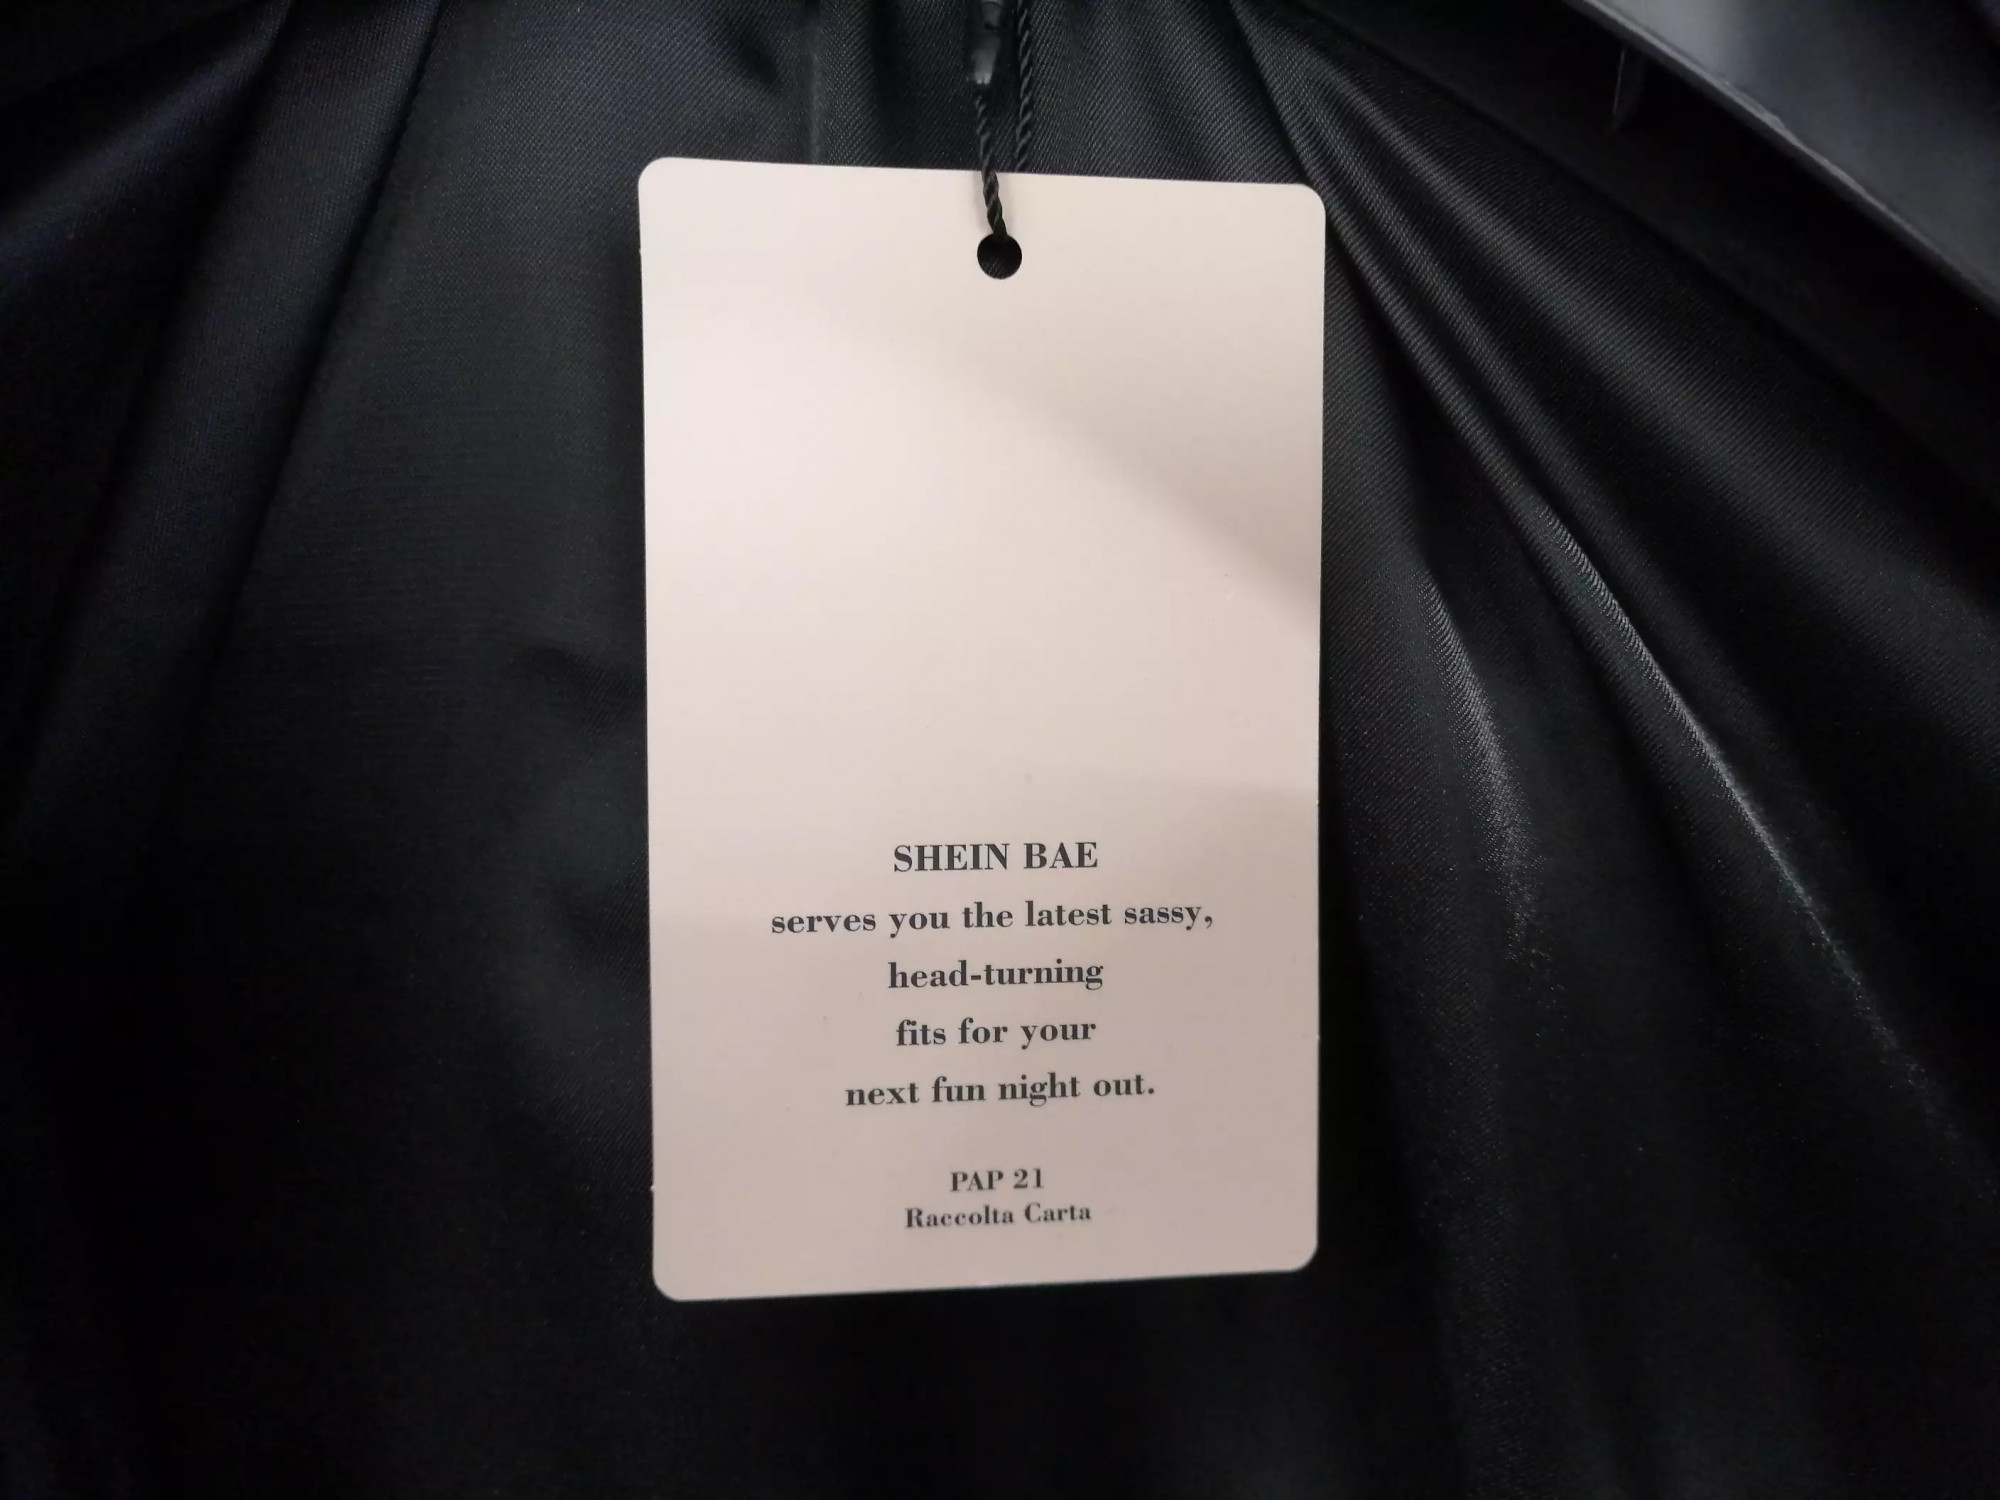 SHEIN BAE
serves you the latest sassy,
head-turning
fits for your
next fun night out.
PAP 21
Raccolta Carta